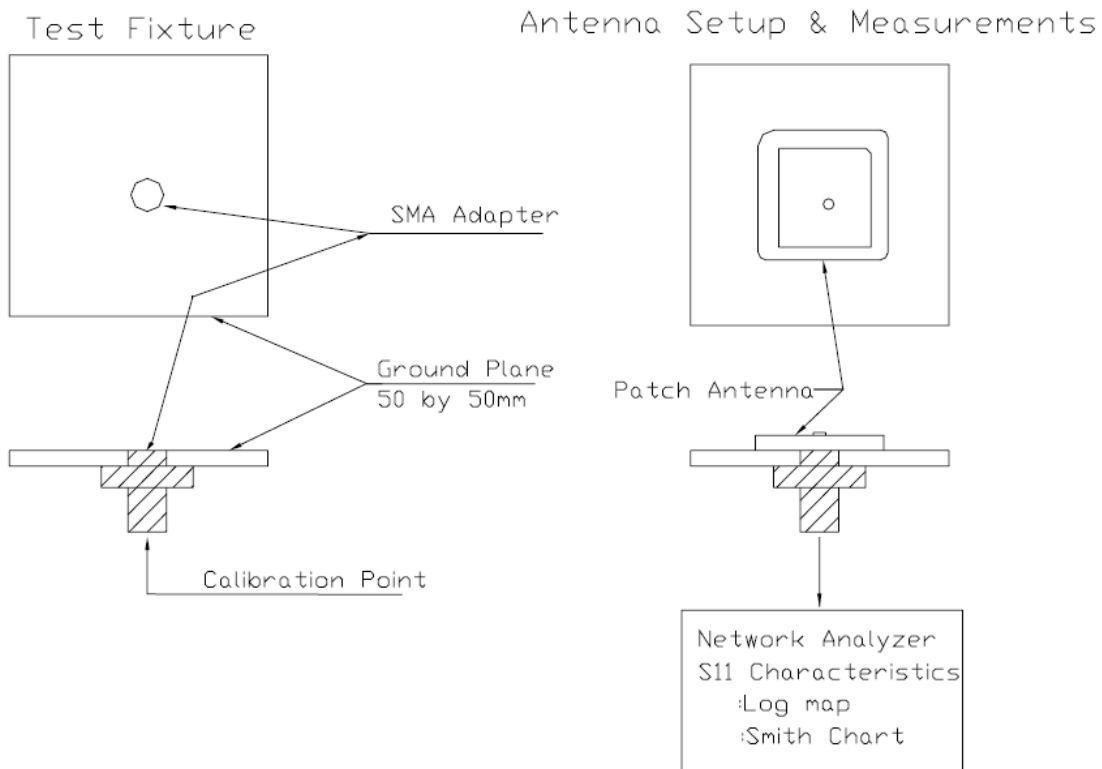 Test Fixture
Antenna Setup & Measurements
SMA Adapter
Ground Plane
50 by 50mm
Patch Antenna
Calibration Point
Network Analyzer
S11 Characteristics
:Log map
:Smith Chart